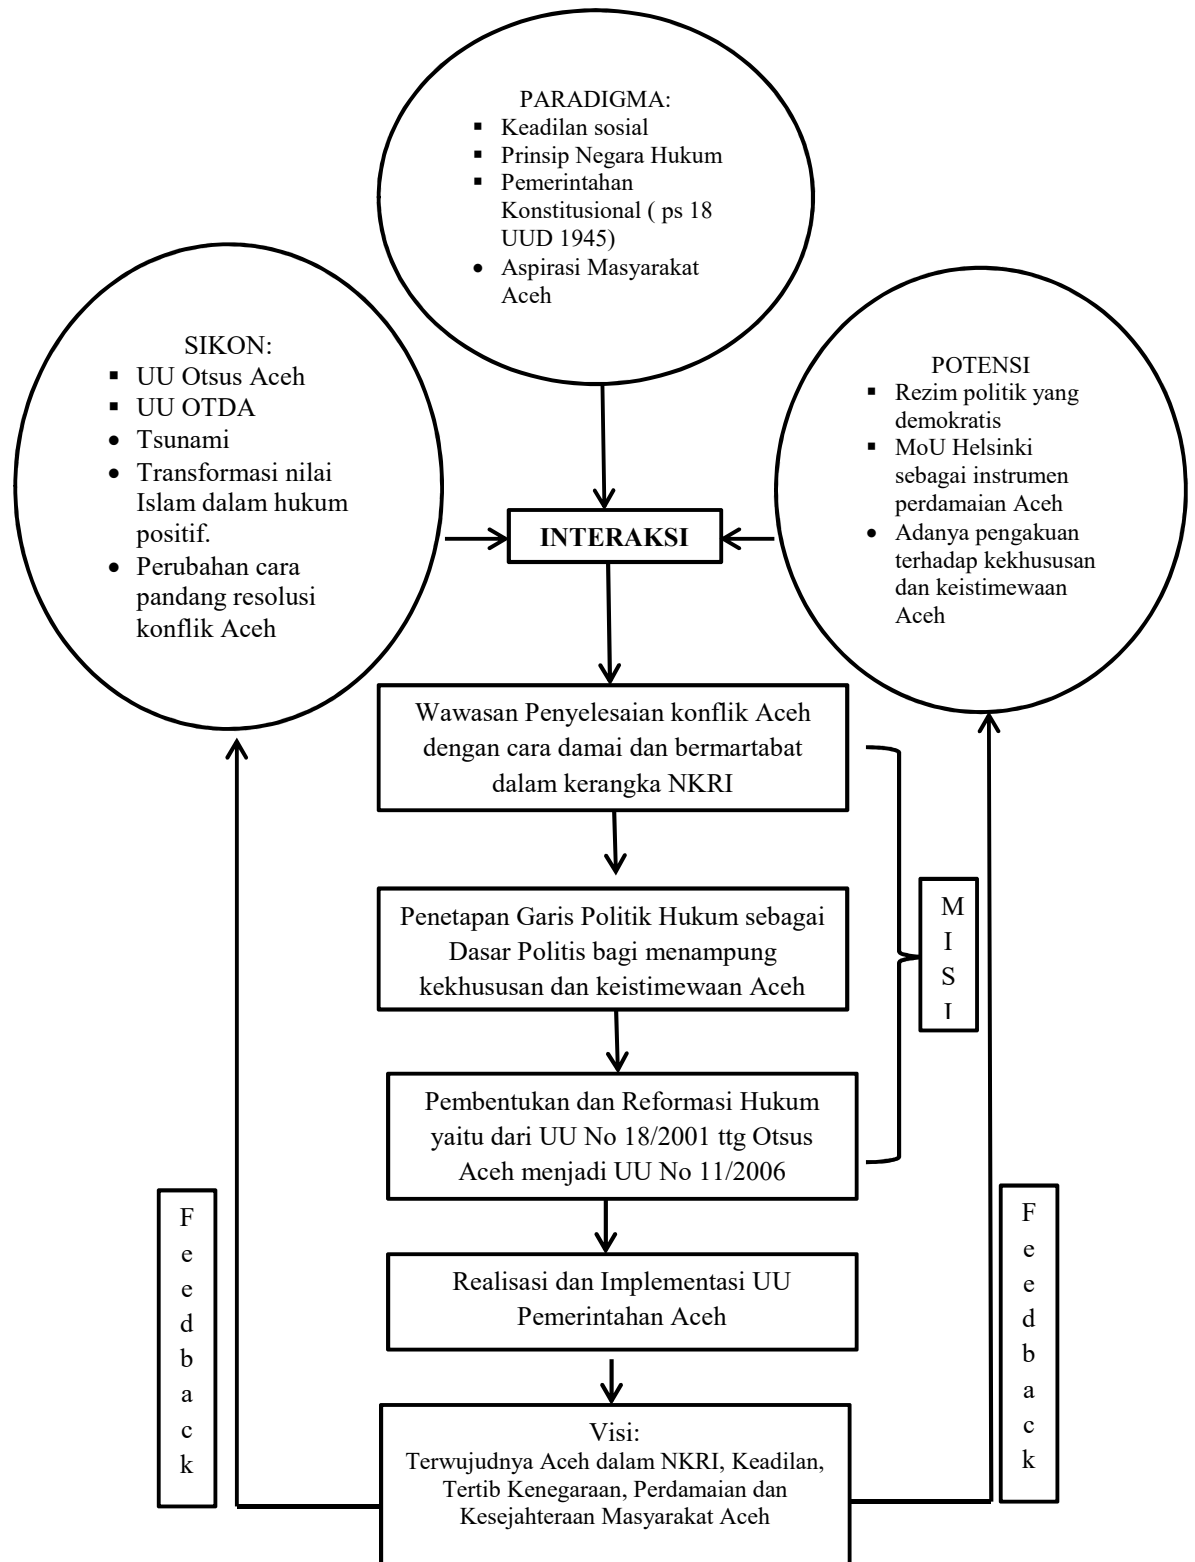 PARADIGMA:
▪ Keadilan sosial
▪ Prinsip Negara Hukum
▪ Pemerintahan
Konstitusional ( ps 18
UUD 1945)
• Aspirasi Masyarakat
Aceh
SIKON:
▪ UU Otsus Aceh
▪ UU OTDA
• Tsunami
• Transformasi nilai
Islam dalam hukum
positif.
• Perubahan cara
pandang resolusi
konflik Aceh
POTENSI
▪ Rezim politik yang
demokratis
▪ MoU Helsinki
sebagai instrumen
perdamaian Aceh
• Adanya pengakuan
terhadap kekhususan
dan keistimewaan
Aceh
INTERAKSI
Wawasan Penyelesaian konflik Aceh
dengan cara damai dan bermartabat
dalam kerangka NKRI
Penetapan Garis Politik Hukum sebagai
Dasar Politis bagi menampung
kekhususan dan keistimewaan Aceh
M
I
S
I
Pembentukan dan Reformasi Hukum
yaitu dari UU No 18/2001 ttg Otsus
Aceh menjadi UU No 11/2006
Realisasi dan Implementasi UU
Pemerintahan Aceh
Visi:
Terwujudnya Aceh dalam NKRI, Keadilan,
Tertib Kenegaraan, Perdamaian dan
Kesejahteraan Masyarakat Aceh
F
e
e
d
b
a
c
k
F
e
e
d
b
a
c
k